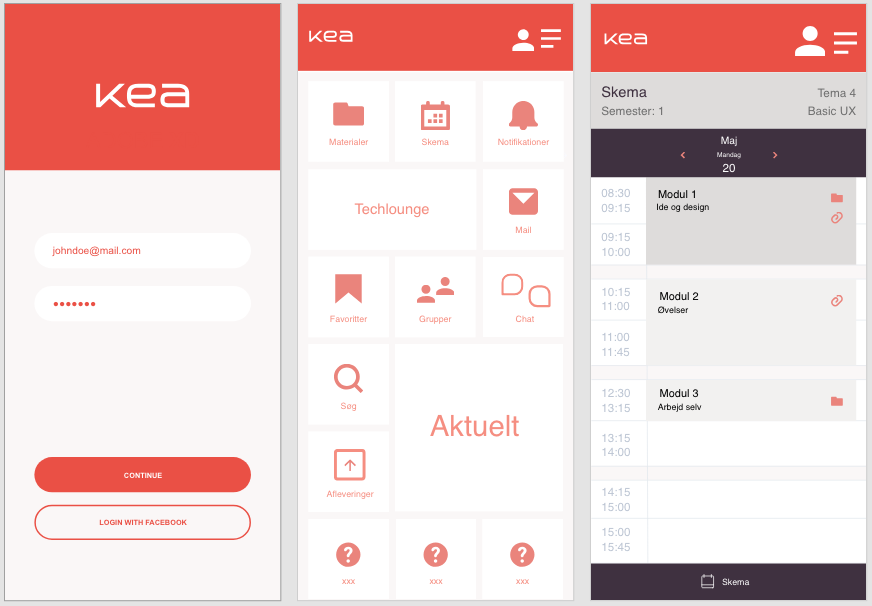 kea
johndoe@mail.com
CONTINUE
LOGIN WITH FACEBOOK
kea
Materialer
Skema
Notifikationer
Techlounge
Mail
Favoritter
Grupper
Chat
Søg
Aktuelt
Afleveringer
? ? ?
xxx
xxx
xxx
kea
Skema
Tema 4
Semester: 1
Basic UX
Maj
< Mandag >
20
08:30
09:15
Modul 1
Ide og design
09:15
10:00
10:15
11:00
Modul 2
Øvelser
11:00
11:45
12:30
13:15
Modul 3
Arbejd selv
13:15
14:00
14:15
15:00
15:00
15:45
Skema